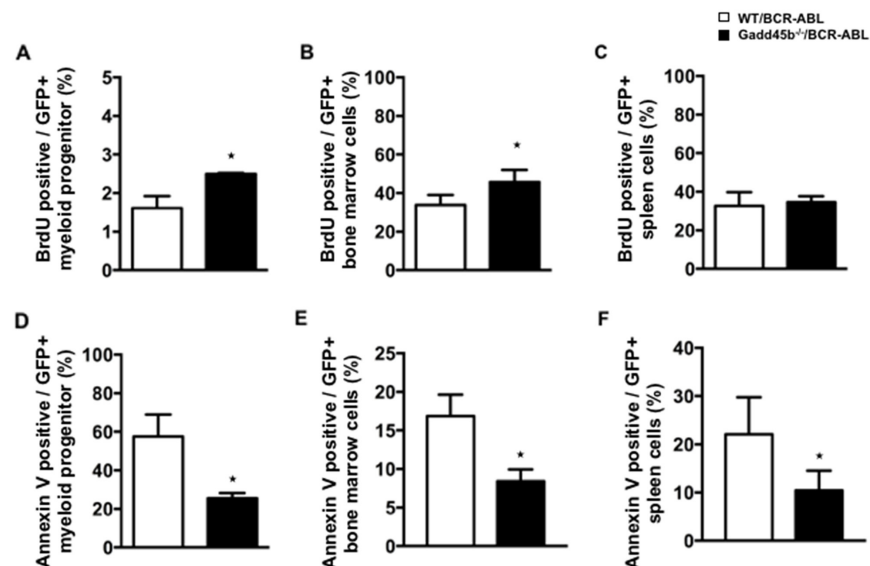 WT/BCR-ABL
Gadd45b-/-/BCR-ABL
A
BrdU positive / GFP+
myeloid progenitor (%)
5
4
3
2
1
0
*
B
BrdU positive / GFP+
bone marrow cells (%)
100
80
60
40
20
0
*
C
BrdU positive / GFP+
spleen cells (%)
100
80
60
40
20
0
D
Annexin V positive / GFP+
myeloid progenitor (%)
100
80
60
40
20
0
*
E
Annexin V positive / GFP+
bone marrow cells (%)
25
20
15
10
5
0
*
F
Annexin V positive / GFP+
spleen cells (%)
40
30
20
10
0
*